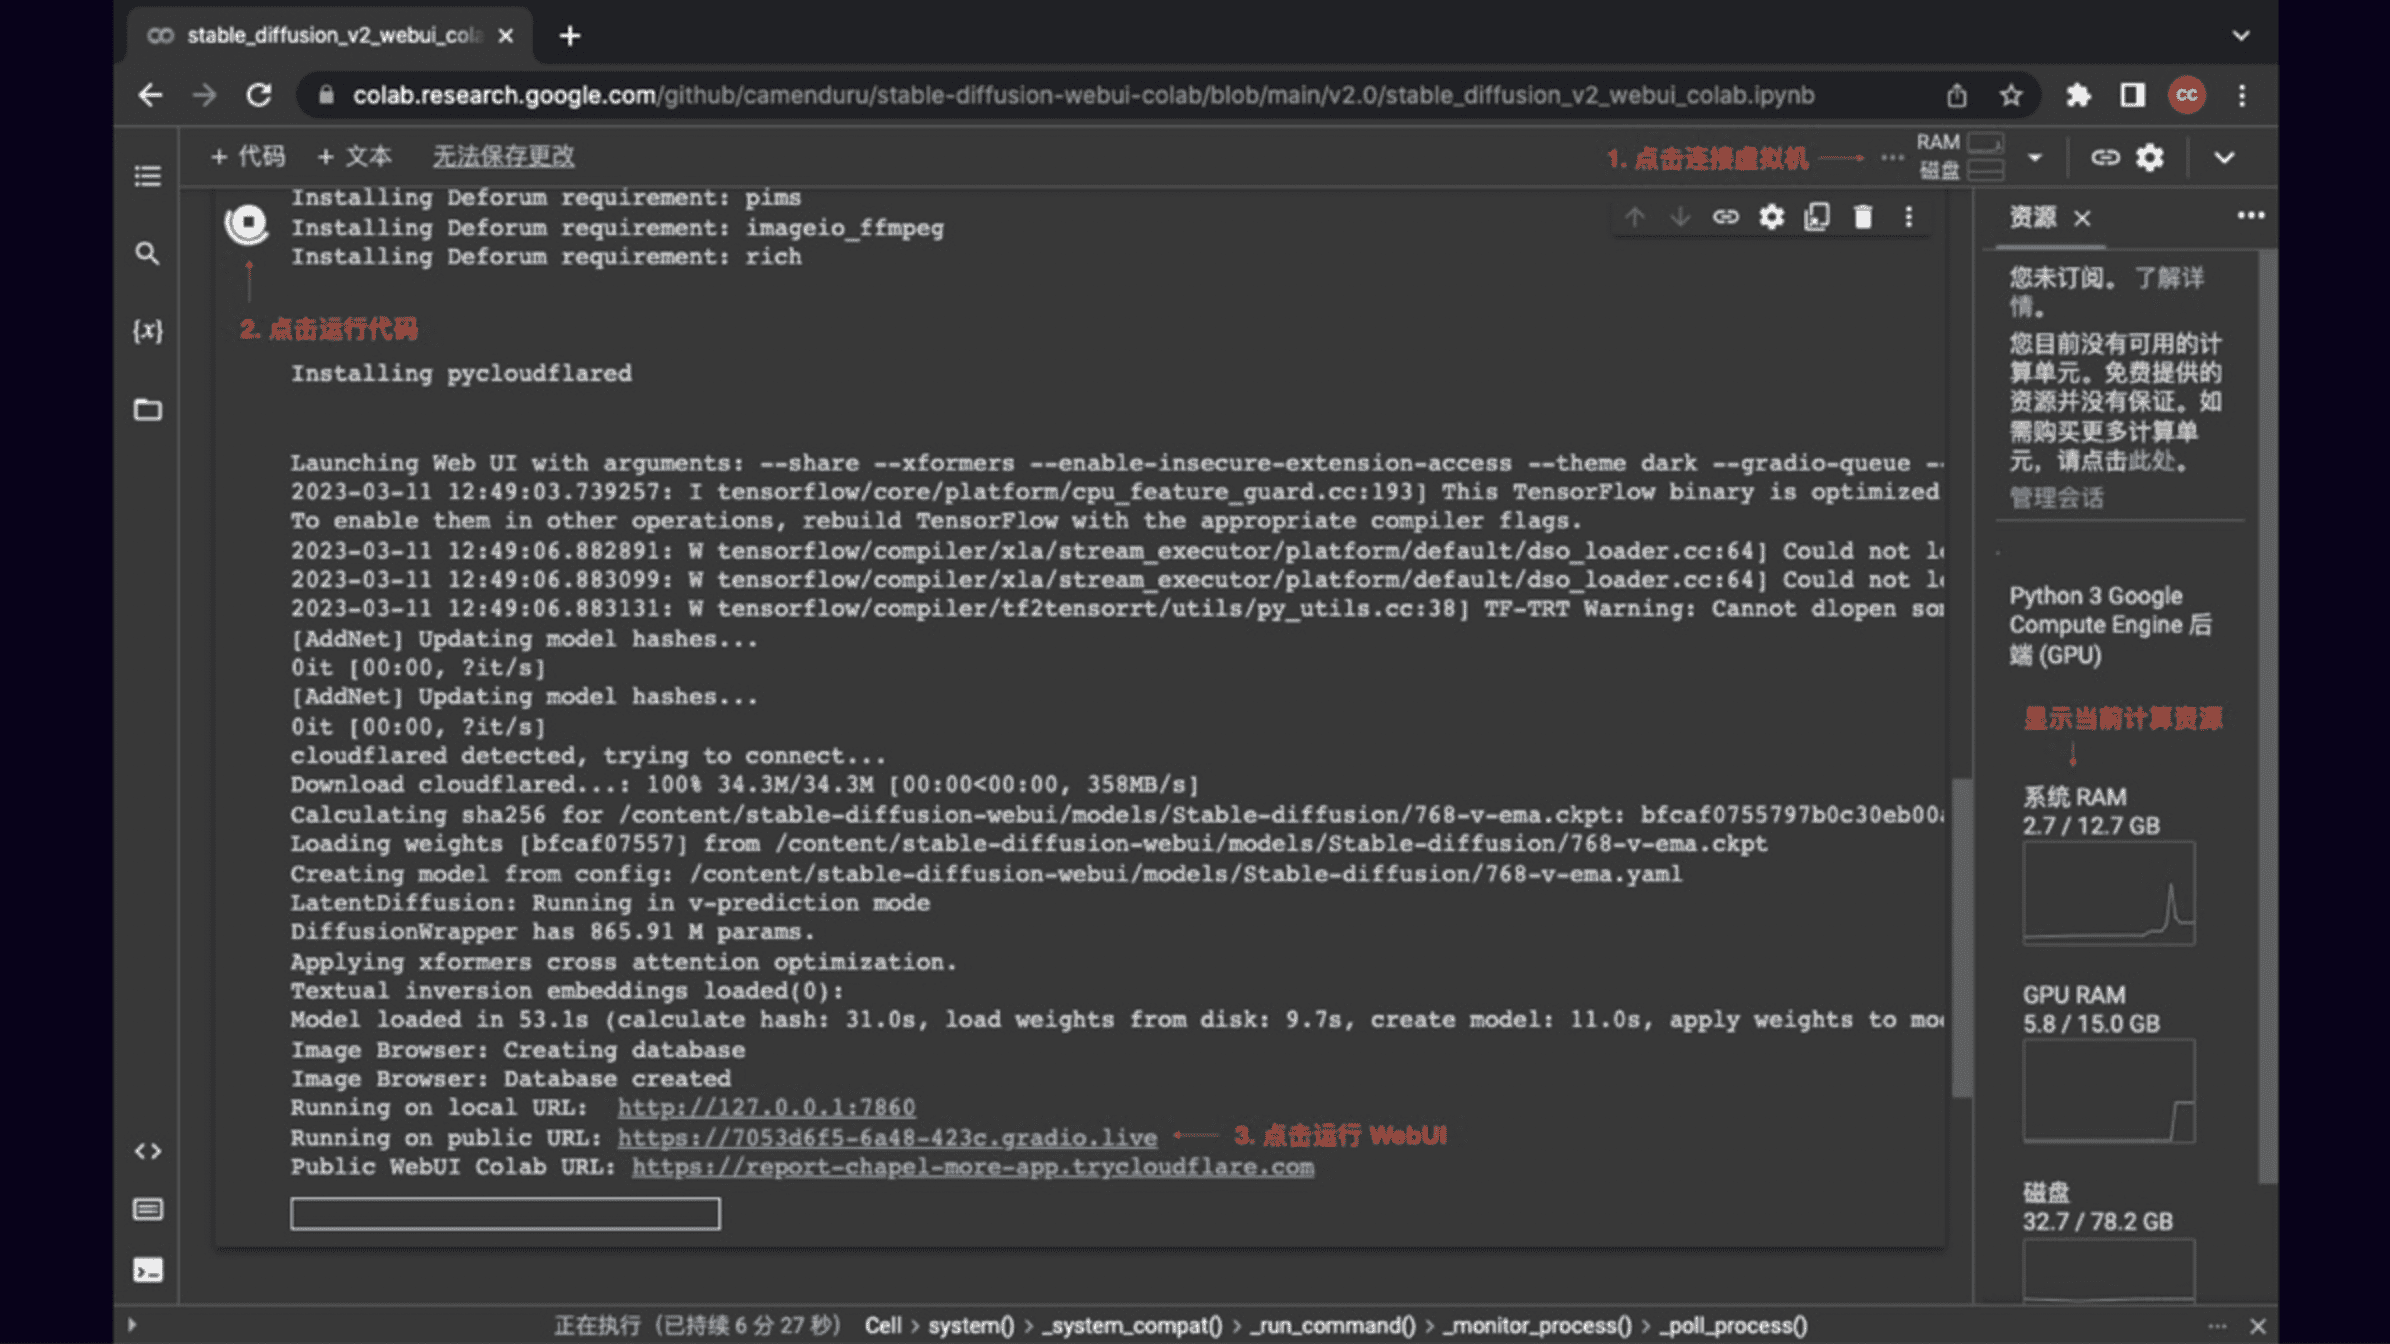 stable_diffusion_v2_webui_cola
colab.research.google.com/github/camenduru/stable-diffusion-webui-colab/blob/main/v2.0/stable_diffusion_v2_webui_colab.ipynb
CC
+ 代码 + 文本 无法保存更改
1. 点击连接虚拟机
RAM
磁盘
Installing Deforum requirement: pims
Installing Deforum requirement: imageio_ffmpeg
Installing Deforum requirement: rich
2. 点击运行代码
Installing pycloudflared
Launching Web UI with arguments: --share --xformers --enable-insecure-extension-access --theme dark --gradio-queue -
2023-03-11 12:49:03.739257: I tensorflow/core/platform/cpu_feature_guard.cc:193] This TensorFlow binary is optimized
To enable them in other operations, rebuild TensorFlow with the appropriate compiler flags.
2023-03-11 12:49:06.882891: W tensorflow/compiler/xla/stream_executor/platform/default/dso_loader.cc:64] Could not
2023-03-11 12:49:06.883099: W tensorflow/compiler/xla/stream_executor/platform/default/dso_loader.cc:64] Could not
2023-03-11 12:49:06.883131: W tensorflow/compiler/tf2tensorrt/utils/py_utils.cc:38] TF-TRT Warning: Cannot dlopen
[AddNet] Updating model hashes...
0it [00:00, ?it/s]
[AddNet] Updating model hashes...
0it [00:00, ?it/s]
cloudflared detected, trying to connect...
Download cloudflared...: 100% 34.3M/34.3M [00:00<00:00, 358MB/s]
Calculating sha256 for /content/stable-diffusion-webui/models/Stable-diffusion/768-v-ema.ckpt: bfcaf0755797b0c30eb00
Loading weights [bfcaf07557] from /content/stable-diffusion-webui/models/Stable-diffusion/768-v-ema.ckpt
Creating model from config: /content/stable-diffusion-webui/models/Stable-diffusion/768-v-ema.yaml
LatentDiffusion: Running in v-prediction mode
DiffusionWrapper has 865.91 M params.
Applying xformers cross attention optimization.
Textual inversion embeddings loaded(0):
Model loaded in 53.1s (calculate hash: 31.0s, load weights from disk: 9.7s, create model: 11.0s, apply weights to
Image Browser: Creating database
Image Browser: Database created
Running on local URL: http://127.0.0.1:7860
Running on public URL: https://7053d6f5-6a48-423c.gradio.live
3. 点击运行 WebUI
Public WebUI Colab URL: https://report-chapel-more-app.trycloudflare.com
资源
您未订阅。 了解详
情。
您目前没有可用的计
算单元。免费提供的
资源并没有保证。如
需购买更多计算单
元，请点击此处。
管理会话
Python 3 Google
Compute Engine 后
端 (GPU)
显示当前计算资源
系统 RAM
2.7 / 12.7 GB
GPU RAM
5.8 / 15.0 GB
磁盘
32.7 / 78.2 GB
正在执行（已持续 6 分 27 秒） Cell > system() > _system_compat() > _run_command() > _monitor_process() > _poll_process()